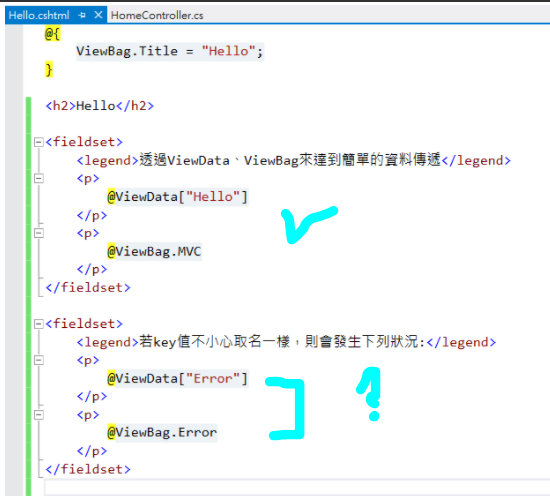 Hello.cshtml HomeController.cs
@{
ViewBag.Title = "Hello";
}
<h2>Hello</h2>
<fieldset>
<legend>透過ViewData、ViewBag來達到簡單的資料傳遞</legend>
<p>
@ViewData["Hello"]
</p>
<p>
@ViewBag.MVC
</p>
</fieldset>
<fieldset>
<legend>若key值不小心取名一樣，則會發生下列狀況:</legend>
<p>
@ViewData["Error"]
</p>
<p>
@ViewBag.Error
</p>
</fieldset>
?